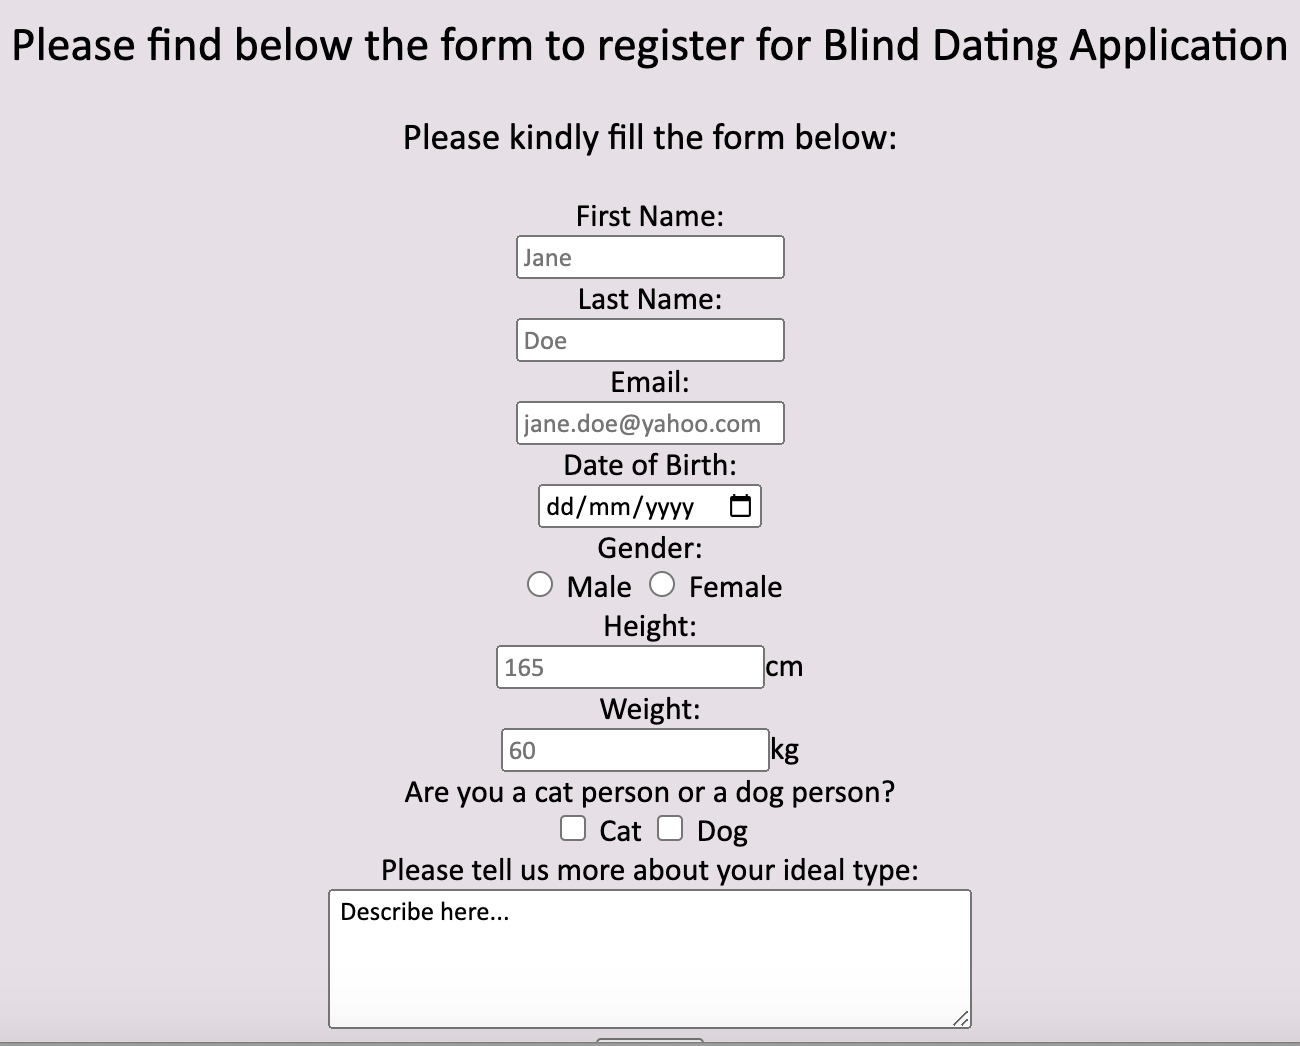 Please find below the form to register for Blind Dating Application
Please kindly fill the form below:
First Name:
Jane
Last Name:
Doe
Email:
jane.doe@yahoo.com
Date of Birth:
dd/mm/yyyy
Gender:
Male Female
Height:
165 cm
Weight:
60 kg
Are you a cat person or a dog person?
Cat Dog
Please tell us more about your ideal type:
Describe here...